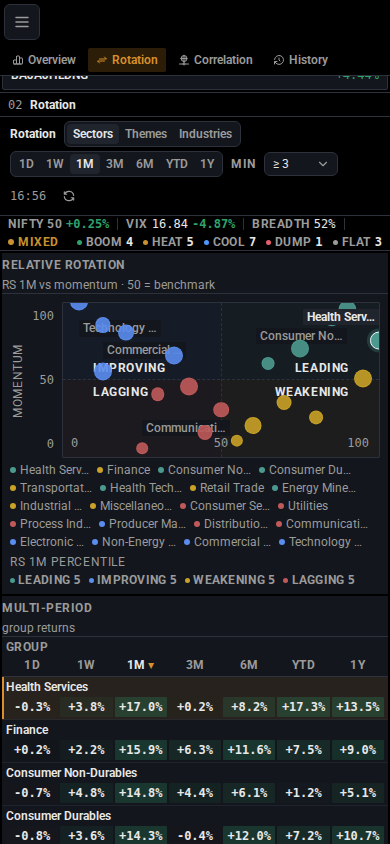 Overview Rotation Correlation History
02 Rotation
Rotation Sectors Themes Industries
1D 1W 1M 3M 6M YTD 1Y MIN ≥ 3
16:56
NIFTY 50 +0.25% VIX 16.84 -4.87% BREADTH 52%
MIXED BOOM 4 HEAT 5 COOL 7 DUMP 1 FLAT 3
RELATIVE ROTATION
RS 1M vs momentum · 50 = benchmark
MOMENTUM
100
Health Serv…
Technology …
Consumer No…
Commercial
IMPROVING LEADING
50
LAGGING WEAKENING
Communicati…
0
0 50 100
Health Serv… Finance Consumer No… Consumer Du…
Transportat… Health Tech… Retail Trade Energy Mine…
Industrial … Miscellaneo… Consumer Se… Utilities
Process Ind… Producer Ma… Distributio… Communicati…
Electronic … Non-Energy … Commercial … Technology …
RS 1M PERCENTILE
LEADING 5 IMPROVING 5 WEAKENING 5 LAGGING 5
MULTI-PERIOD
group returns
GROUP
1D 1W 1M ▼ 3M 6M YTD 1Y
Health Services
-0.3% +3.8% +17.0% +0.2% +8.2% +17.3% +13.5%
Finance
+0.2% +2.2% +15.9% +6.3% +11.6% +7.5% +9.0%
Consumer Non-Durables
-0.7% +4.8% +14.8% +4.4% +6.1% +1.2% +5.1%
Consumer Durables
-0.8% +3.6% +14.3% -0.4% +12.0% +7.2% +10.7%